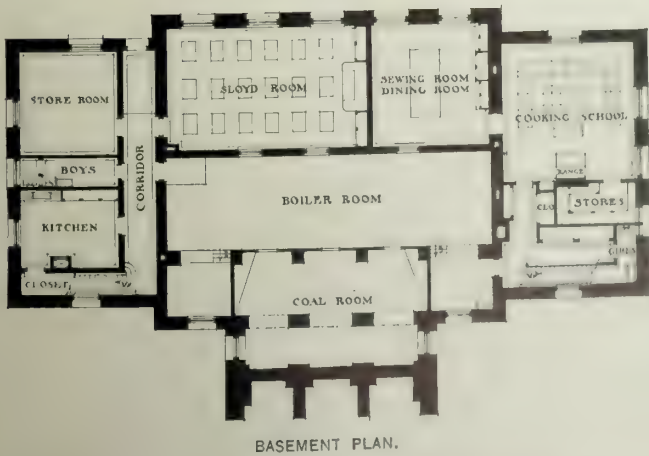 STORE ROOM
SLOYD ROOM
SEWING ROOM
DINING ROOM
COOKING SCHOOL
BOYS
CORRIDOR
RANGE
BOILER ROOM
CLO
STORES
KITCHEN
GIRLS
CLOSET
COAL ROOM
BASEMENT PLAN.